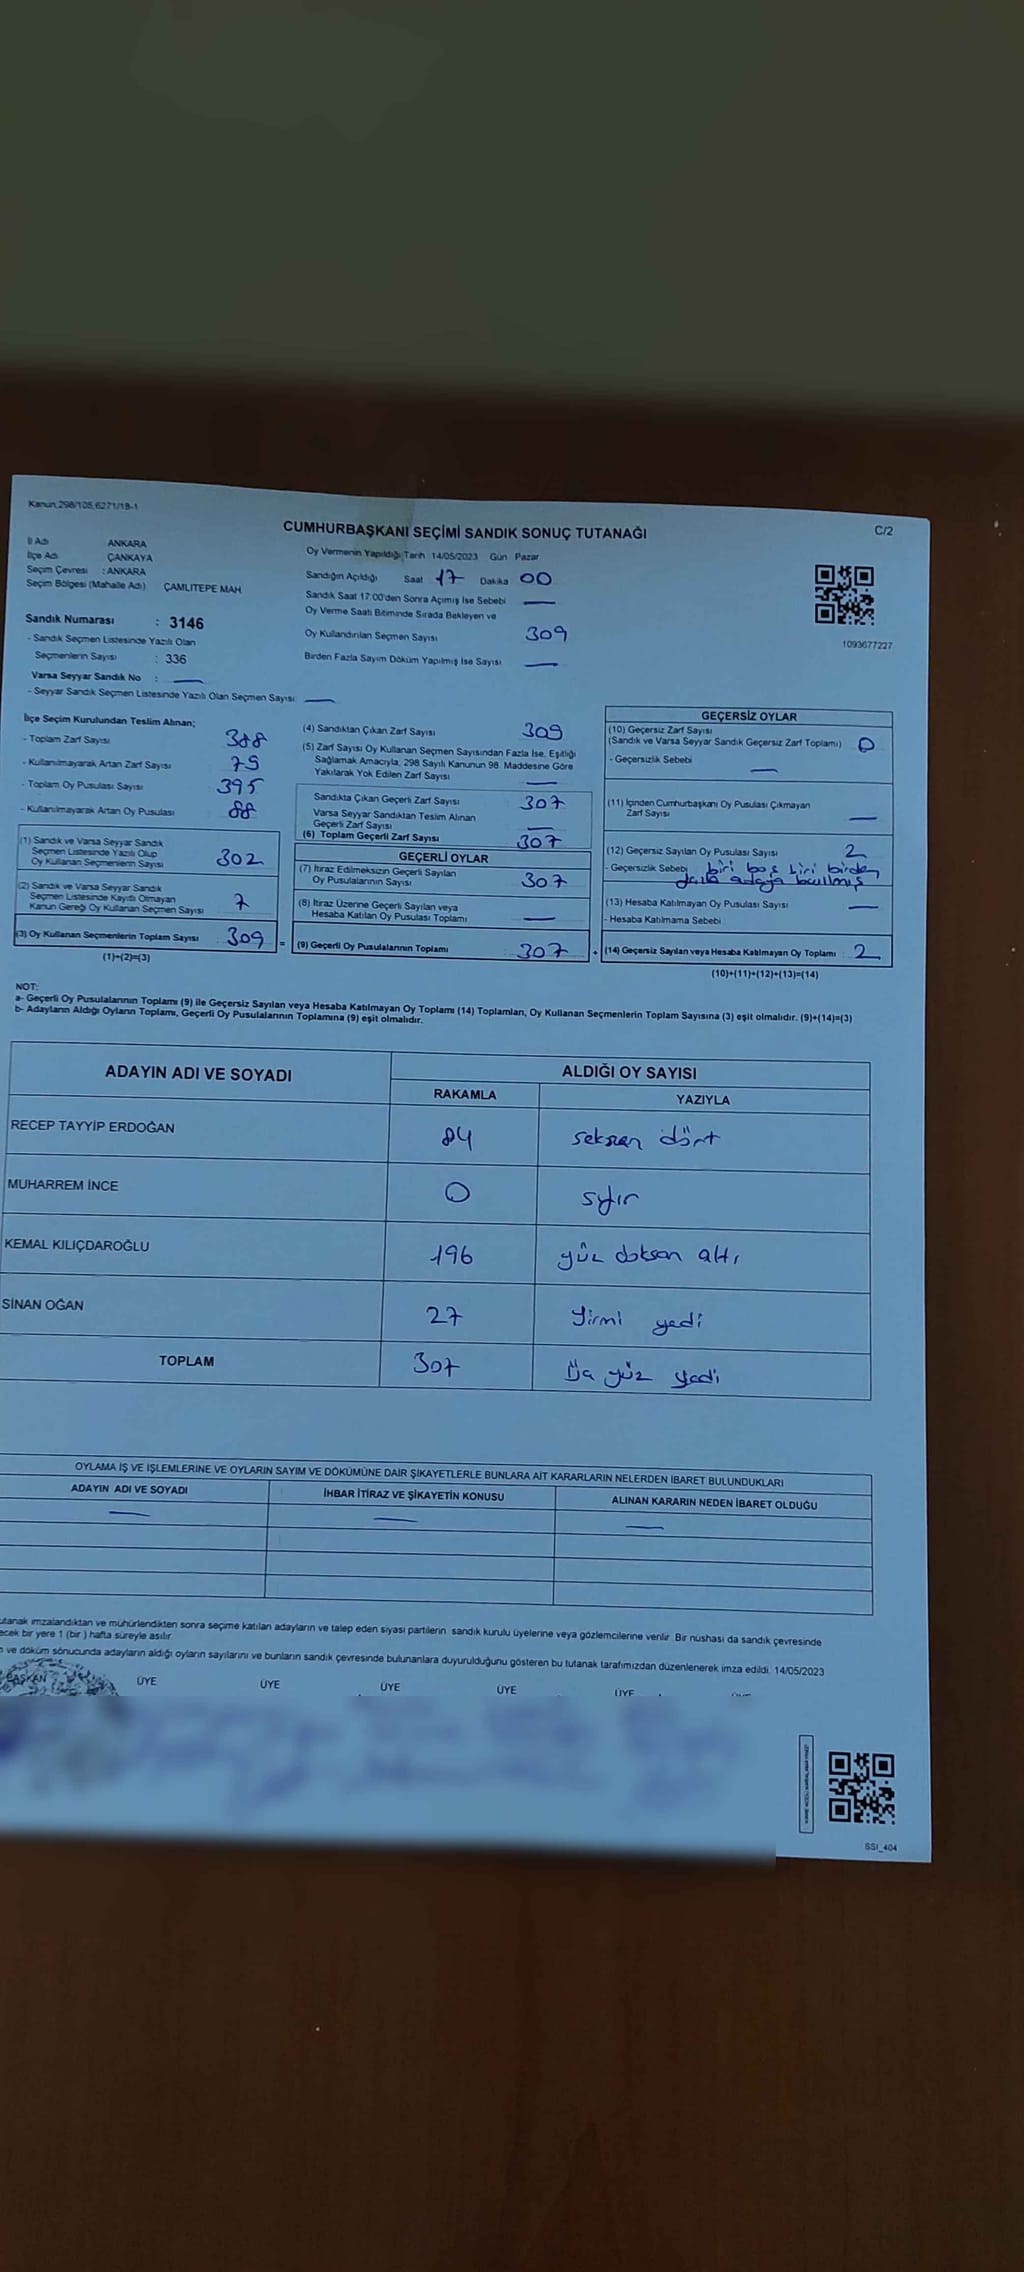 Kanun,298/105,6271/18-1
CUMHURBAŞKANI SEÇİMİ SANDIK SONUÇ TUTANAĞI
C/2
İl Adı ANKARA
İlçe Adı ÇANKAYA
Seçim Çevresi : ANKARA
Seçim Bölgesi (Mahalle Adı) ÇAMLITEPE MAH
Sandık Numarası : 3146
- Sandık Seçmen Listesinde Yazılı Olan
Seçmenlerin Sayısı : 336
Varsa Seyyar Sandık No : —
- Seyyar Sandık Seçmen Listesinde Yazılı Olan Seçmen Sayısı : —
Oy Vermenin Yapıldığı Tarih 14/05/2023 Gün Pazar
Sandığın Açıldığı Saat 17 Dakika 00
Sandık Saat 17:00'den Sonra Açımış İse Sebebi —
Oy Verme Saati Bitiminde Sırada Bekleyen ve
Oy Kullandırılan Seçmen Sayısı 309
Birden Fazla Sayım Döküm Yapılmış İse Sayısı —
1093677227
İlçe Seçim Kurulundan Teslim Alınan;
- Toplam Zarf Sayısı 388
- Kullanılmayarak Artan Zarf Sayısı 79
- Toplam Oy Pusulası Sayısı 395
- Kullanılmayarak Artan Oy Pusulası 88
(1) Sandık ve Varsa Seyyar Sandık
Seçmen Listesinde Yazılı Olup
Oy Kullanan Seçmenlerin Sayısı 302
(2) Sandık ve Varsa Seyyar Sandık
Seçmen Listesinde Kayıtlı Olmayan
Kanun Gereği Oy Kullanan Seçmen Sayısı 7
(3) Oy Kullanan Seçmenlerin Toplam Sayısı 309 =
(1)+(2)=(3)
(4) Sandıktan Çıkan Zarf Sayısı 309
(5) Zarf Sayısı Oy Kullanan Seçmen Sayısından Fazla İse, Eşitliği
Sağlamak Amacıyla, 298 Sayılı Kanunun 98. Maddesine Göre
Yakılarak Yok Edilen Zarf Sayısı —
Sandıkta Çıkan Geçerli Zarf Sayısı 307
Varsa Seyyar Sandıktan Teslim Alınan
Geçerli Zarf Sayısı —
(6) Toplam Geçerli Zarf Sayısı 307
GEÇERLİ OYLAR
(7) İtiraz Edilmeksizin Geçerli Sayılan
Oy Pusulalarının Sayısı 307
(8) İtiraz Üzerine Geçerli Sayılan veya
Hesaba Katılan Oy Pusulası Toplamı —
(9) Geçerli Oy Pusulalarının Toplamı 307 +
GEÇERSİZ OYLAR
(10) Geçersiz Zarf Sayısı
(Sandık ve Varsa Seyyar Sandık Geçersiz Zarf Toplamı) 0
- Geçersizlik Sebebi —
(11) İçinden Cumhurbaşkanı Oy Pusulası Çıkmayan
Zarf Sayısı —
(12) Geçersiz Sayılan Oy Pusulası Sayısı 2
- Geçersizlik Sebebi biri boş biri birden
fazla adaya basılmış
(13) Hesaba Katılmayan Oy Pusulası Sayısı —
- Hesaba Katılmama Sebebi
(14) Geçersiz Sayılan veya Hesaba Katılmayan Oy Toplamı : 2
(10)+(11)+(12)+(13)=(14)
NOT:
a- Geçerli Oy Pusulalarının Toplamı (9) ile Geçersiz Sayılan veya Hesaba Katılmayan Oy Toplamı (14) Toplamları, Oy Kullanan Seçmenlerin Toplam Sayısına (3) eşit olmalıdır. (9)+(14)=(3)
b- Adayların Aldığı Oyların Toplamı, Geçerli Oy Pusulalarının Toplamına (9) eşit olmalıdır.
ADAYIN ADI VE SOYADI ALDIĞI OY SAYISI
RAKAMLA YAZIYLA
RECEP TAYYİP ERDOĞAN 84 seksen dört
MUHARREM İNCE 0 sıfır
KEMAL KILIÇDAROĞLU 196 yüz doksan altı
SİNAN OĞAN 27 Yirmi yedi
TOPLAM 307 Üç yüz yedi
OYLAMA İŞ VE İŞLEMLERİNE VE OYLARIN SAYIM VE DÖKÜMÜNE DAİR ŞİKAYETLERLE BUNLARA AİT KARARLARIN NELERDEN İBARET BULUNDUKLARI
ADAYIN ADI VE SOYADI İHBAR İTİRAZ VE ŞİKAYETİN KONUSU ALINAN KARARIN NEDEN İBARET OLDUĞU
— — —
utanak imzalandıktan ve mühürlendikten sonra seçime katılan adayların ve talep eden siyasi partilerin sandık kurulu üyelerine veya gözlemcilerine verilir. Bir nüshası da sandık çevresinde
ecek bir yere 1 (bir ) hafta süreyle asılır
ve döküm sonucunda adayların aldığı oyların sayılarını ve bunların sandık çevresinde bulunanlara duyurulduğunu gösteren bu tutanak tarafımızdan düzenlenerek imza edildi. 14/05/2023
BAŞKAN ÜYE ÜYE ÜYE ÜYE ÜYE
SSI_404